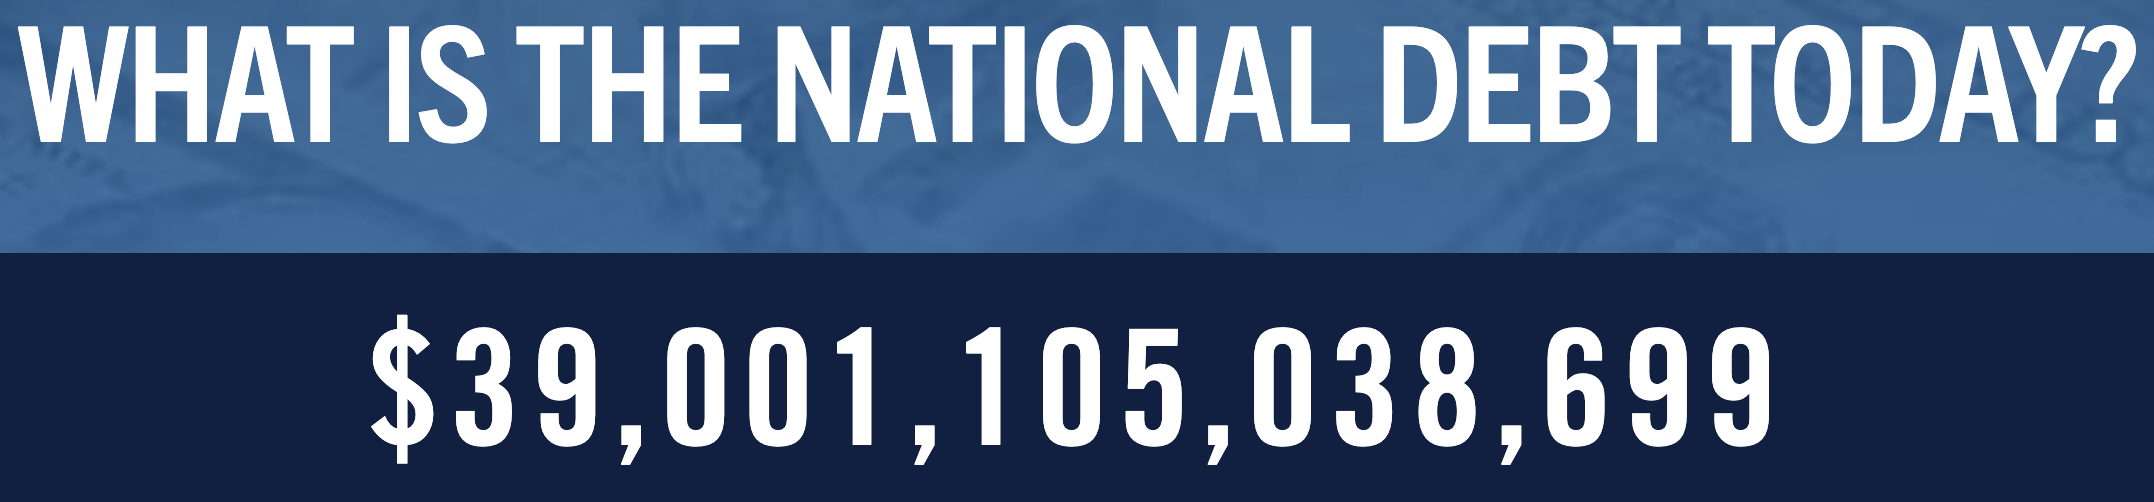 WHAT IS THE NATIONAL DEBT TODAY?
$39,001,105,038,699